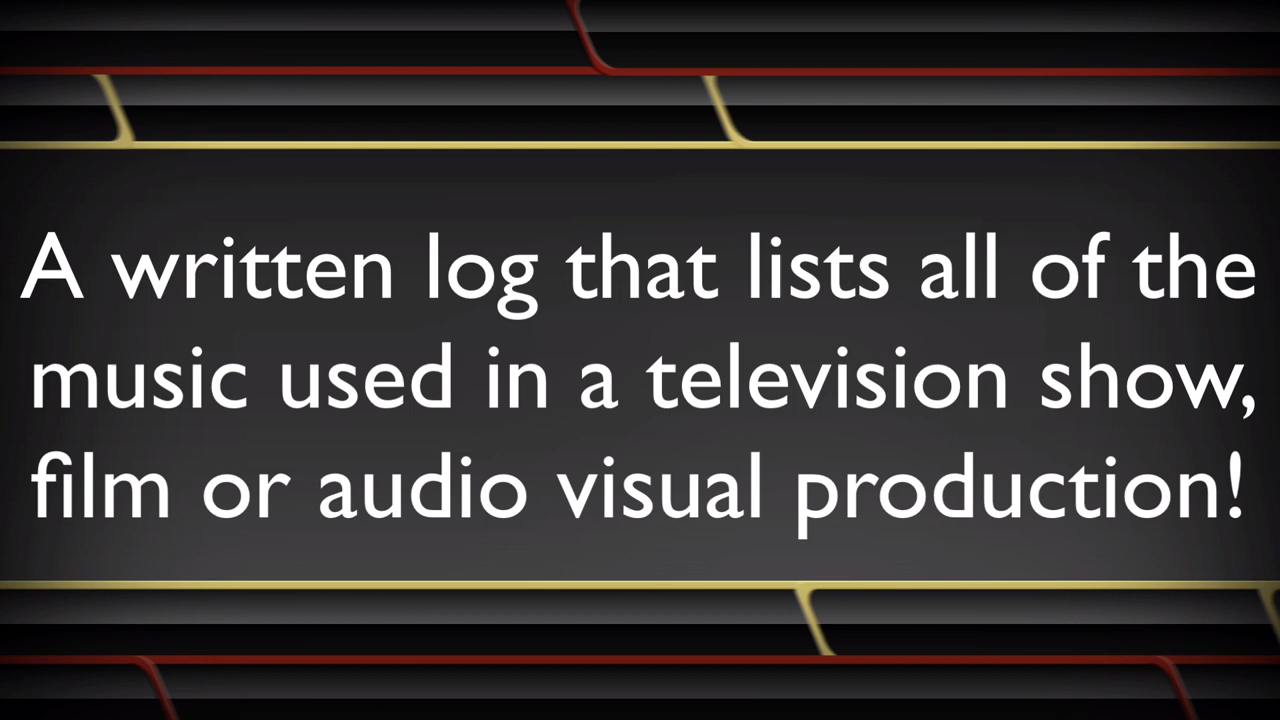 A written log that lists all of the
music used in a television show,
film or audio visual production!